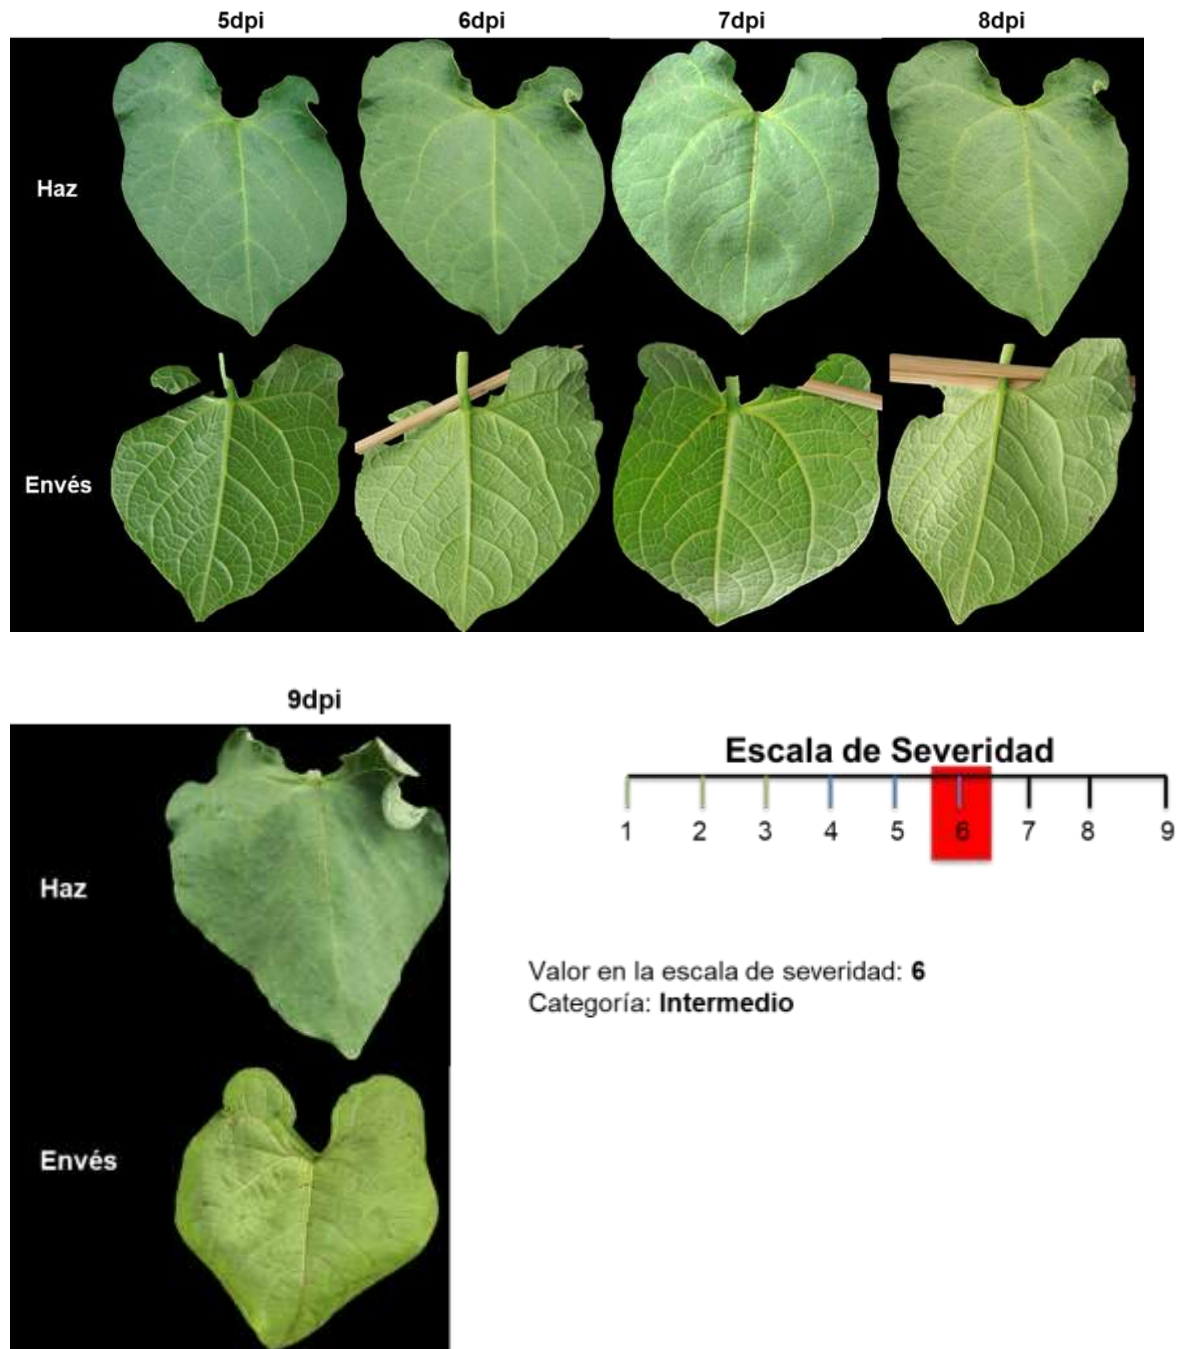 5dpi 6dpi 7dpi 8dpi
Haz
Envés
9dpi
Haz
Envés
Escala de Severidad
1 2 3 4 5 6 7 8 9
Valor en la escala de severidad: 6
Categoría: Intermedio